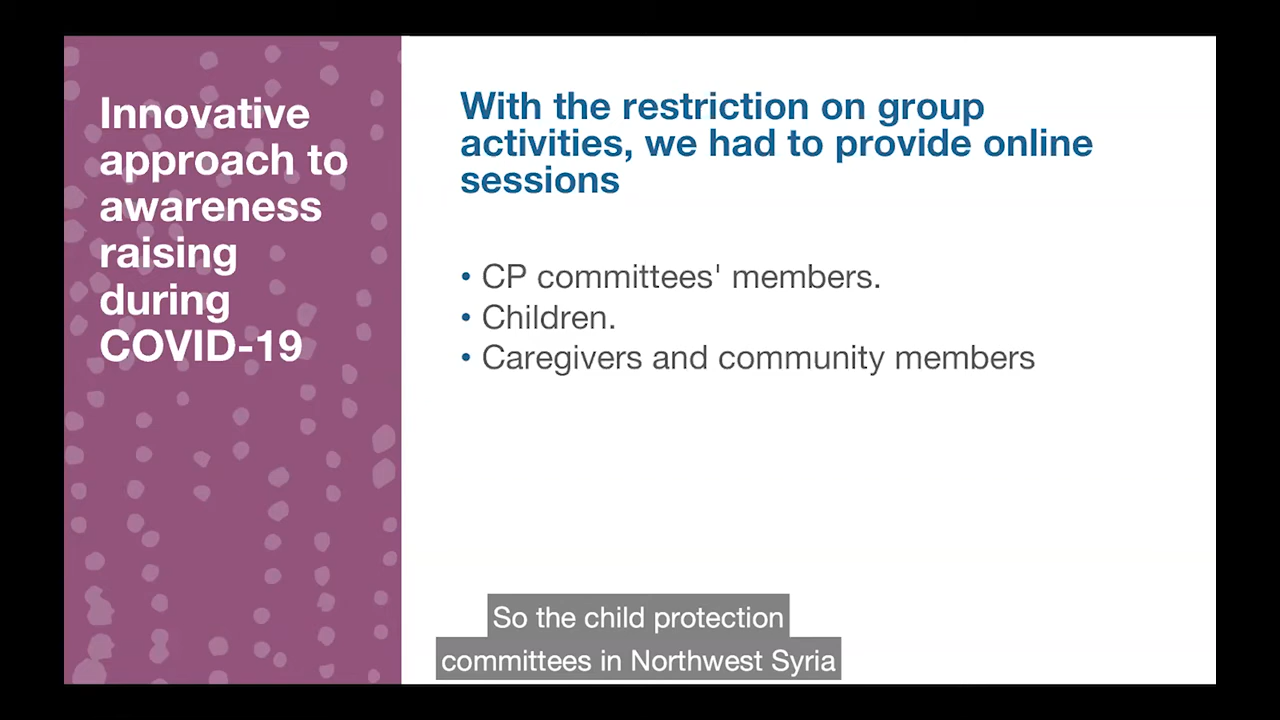 Innovative
approach to
awareness
raising
during
COVID-19
With the restriction on group
activities, we had to provide online
sessions
• CP committees' members.
• Children.
• Caregivers and community members
So the child protection
committees in Northwest Syria